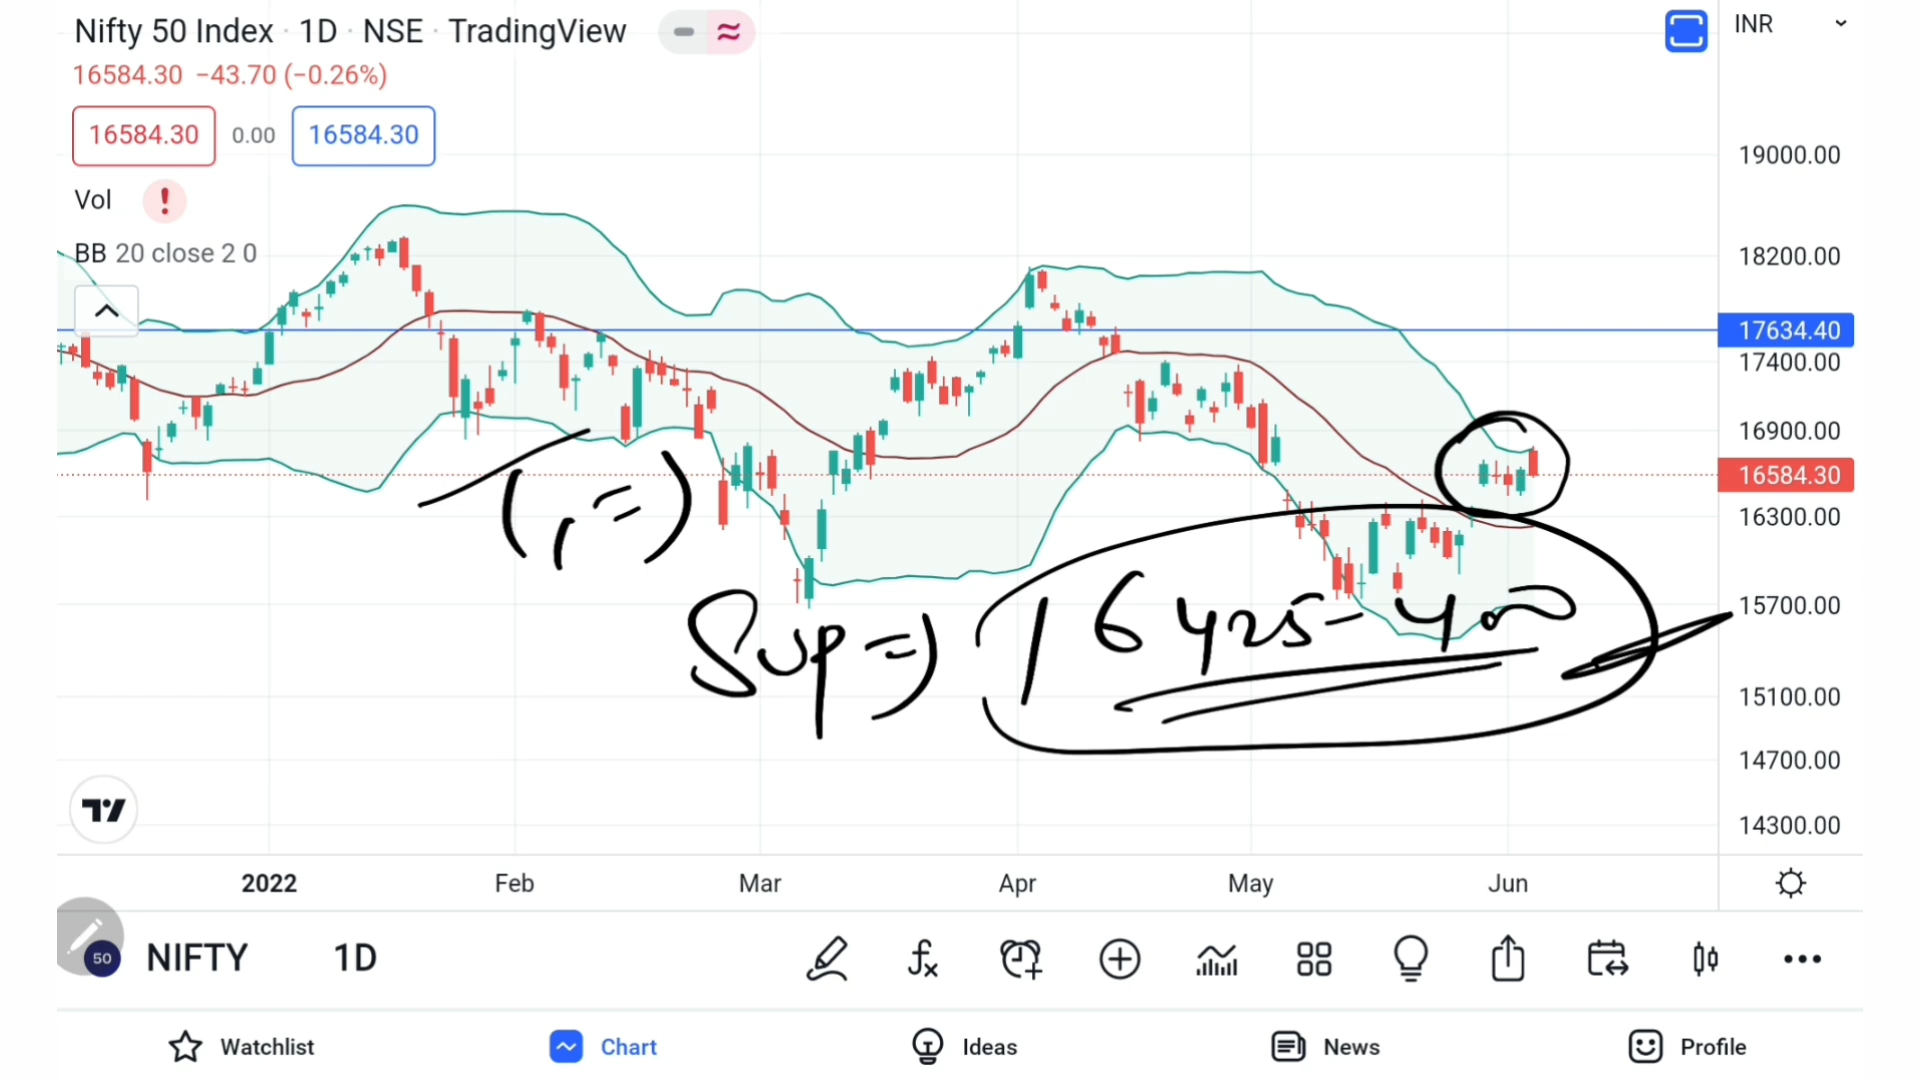 Nifty 50 Index · 1D · NSE · TradingView
INR
16584.30 −43.70 (−0.26%)
16584.30 0.00 16584.30
Vol
BB 20 close 2 0
19000.00
18200.00
17634.40
17400.00
16900.00
16584.30
16300.00
15700.00
15100.00
14700.00
14300.00
Sup => 16425-400
2022 Feb Mar Apr May Jun
50 NIFTY 1D
Watchlist Chart Ideas News Profile